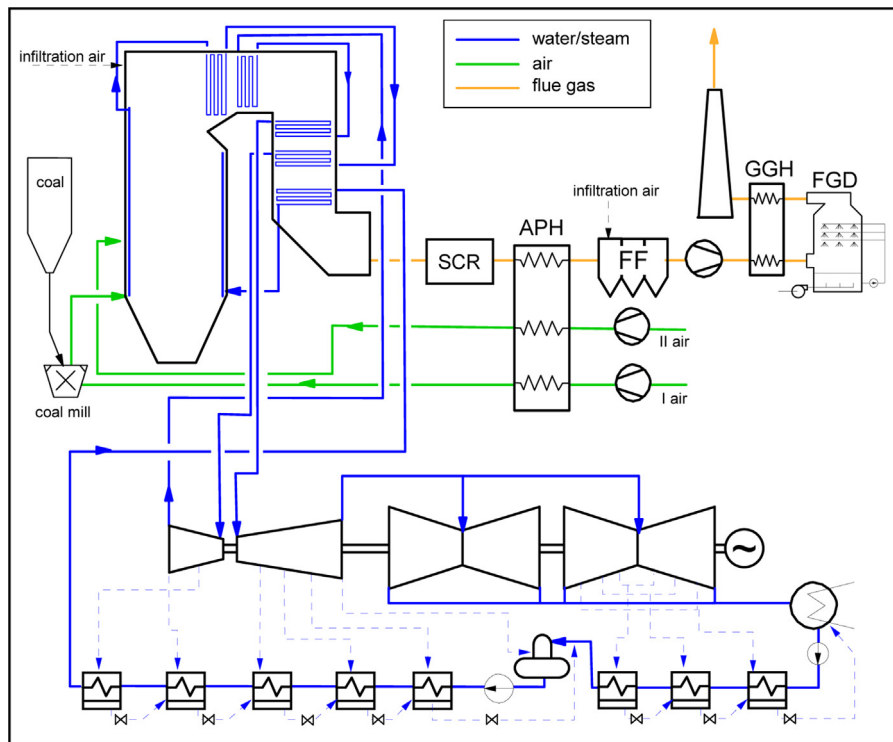 infiltration air
water/steam
air
flue gas
coal
GGH
FGD
infiltration air
APH
SCR
FF
II air
coal mill
I air
~